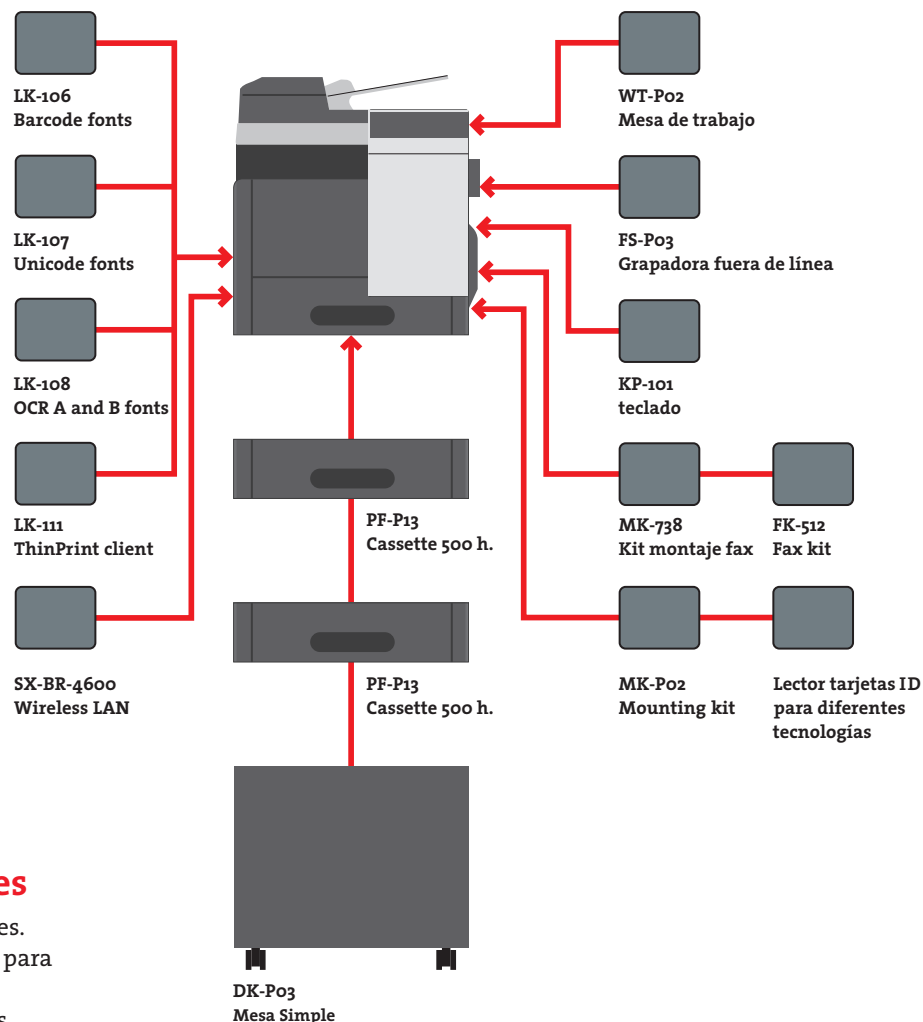 LK-106
Barcode fonts
LK-107
Unicode fonts
LK-108
OCR A and B fonts
LK-111
ThinPrint client
SX-BR-4600
Wireless LAN
WT-P02
Mesa de trabajo
FS-P03
Grapadora fuera de línea
KP-101
teclado
MK-738
Kit montaje fax
FK-512
Fax kit
MK-P02
Mounting kit
Lector tarjetas ID
para diferentes
tecnologías
PF-P13
Cassette 500 h.
PF-P13
Cassette 500 h.
DK-P03
Mesa Simple
es
es.
para